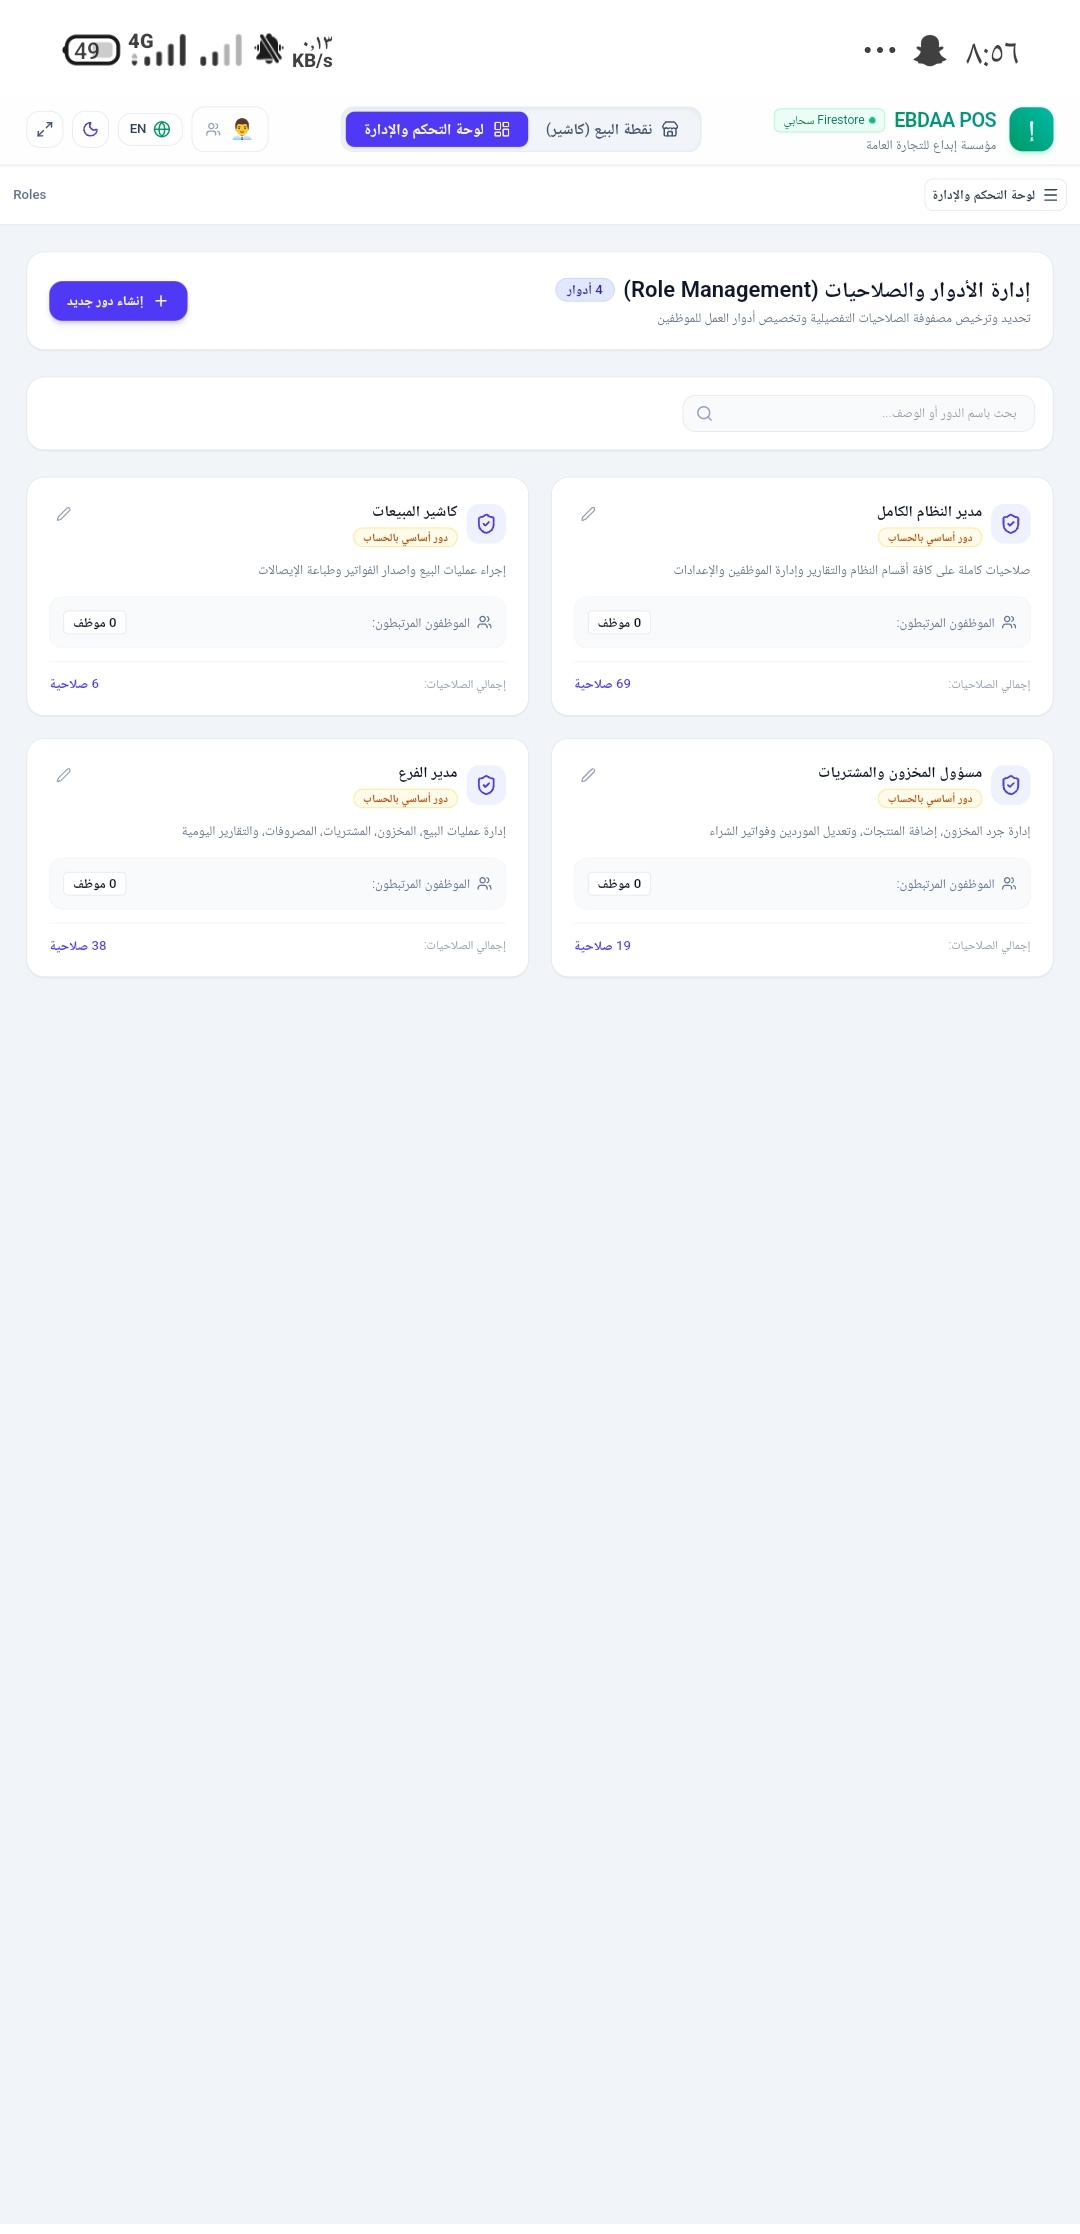 ٨:٥٦ ... ٠,١٣ KB/s 4G 49
إ EBDAA POS Firestore سحابي
مؤسسة إبداع للتجارة العامة
نقطة البيع (كاشير) لوحة التحكم والإدارة
EN
لوحة التحكم والإدارة Roles
إدارة الأدوار والصلاحيات (Role Management) 4 أدوار
تحديد وترخيص مصفوفة الصلاحيات التفصيلية وتخصيص أدوار العمل للموظفين
إنشاء دور جديد
بحث باسم الدور أو الوصف...
مدير النظام الكامل
دور أساسي بالحساب
صلاحيات كاملة على كافة أقسام النظام والتقارير وإدارة الموظفين والإعدادات
الموظفون المرتبطون: 0 موظف
إجمالي الصلاحيات: 69 صلاحية
كاشير المبيعات
دور أساسي بالحساب
إجراء عمليات البيع واصدار الفواتير وطباعة الإيصالات
الموظفون المرتبطون: 0 موظف
إجمالي الصلاحيات: 6 صلاحية
مسؤول المخزون والمشتريات
دور أساسي بالحساب
إدارة جرد المخزون، إضافة المنتجات، وتعديل الموردين وفواتير الشراء
الموظفون المرتبطون: 0 موظف
إجمالي الصلاحيات: 19 صلاحية
مدير الفرع
دور أساسي بالحساب
إدارة عمليات البيع، المخزون، المشتريات، المصروفات، والتقارير اليومية
الموظفون المرتبطون: 0 موظف
إجمالي الصلاحيات: 38 صلاحية